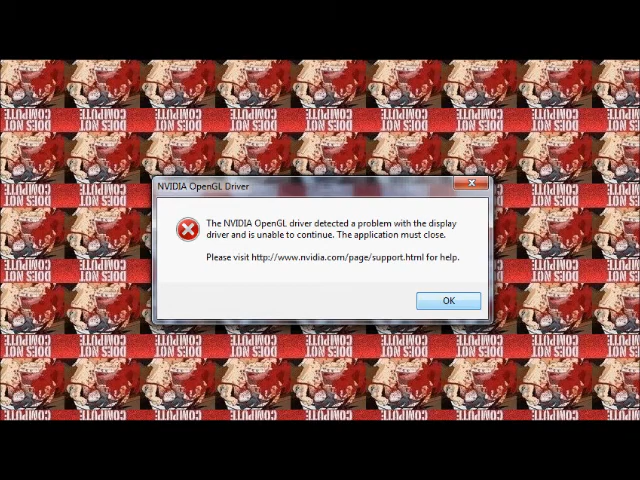 NVIDIA OpenGL Driver
The NVIDIA OpenGL driver detected a problem with the display
driver and is unable to continue. The application must close.
Please visit http://www.nvidia.com/page/support.html for help.
OK
DOES NOT
COMPUTE